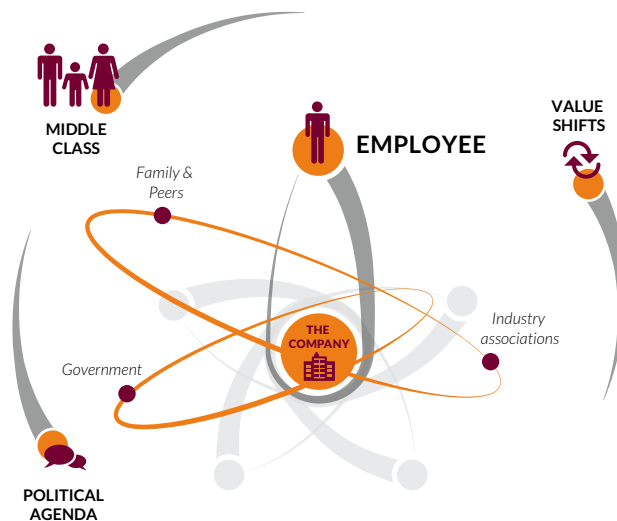 MIDDLE
CLASS
EMPLOYEE
VALUE
SHIFTS
Family &
Peers
THE
COMPANY
Industry
associations
Government
POLITICAL
AGENDA